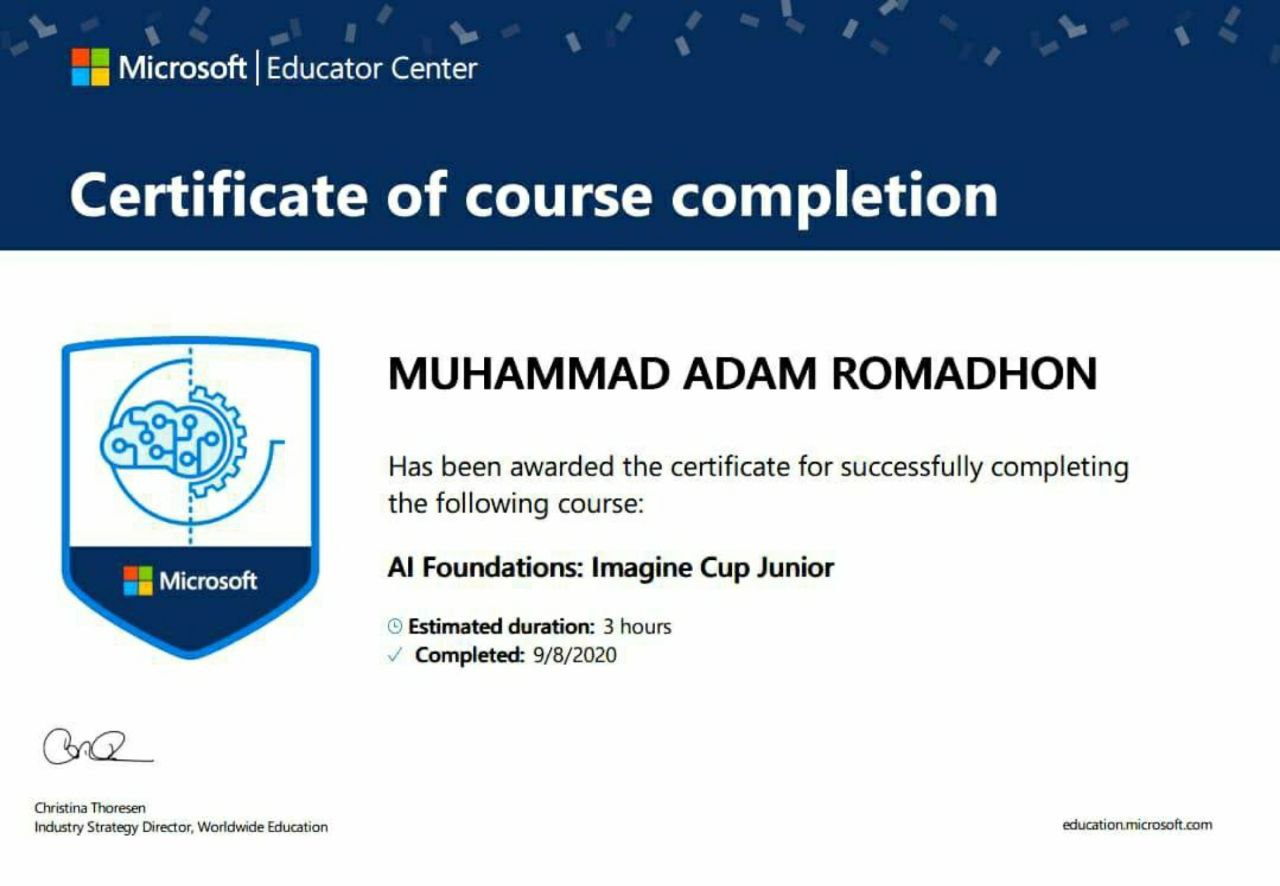 Microsoft | Educator Center
Certificate of course completion
MUHAMMAD ADAM ROMADHON
Has been awarded the certificate for successfully completing
the following course:
AI Foundations: Imagine Cup Junior
Estimated duration: 3 hours
Completed: 9/8/2020
Microsoft
Christina Thoresen
Industry Strategy Director, Worldwide Education
education.microsoft.com